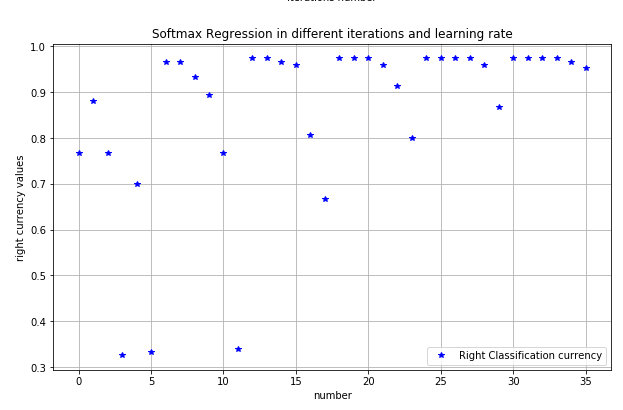 iterations number
Softmax Regression in different iterations and learning rate
1.0
0.9
0.8
0.7
0.6
0.5
0.4
0.3
right currency values
Right Classification currency
0 5 10 15 20 25 30 35
number